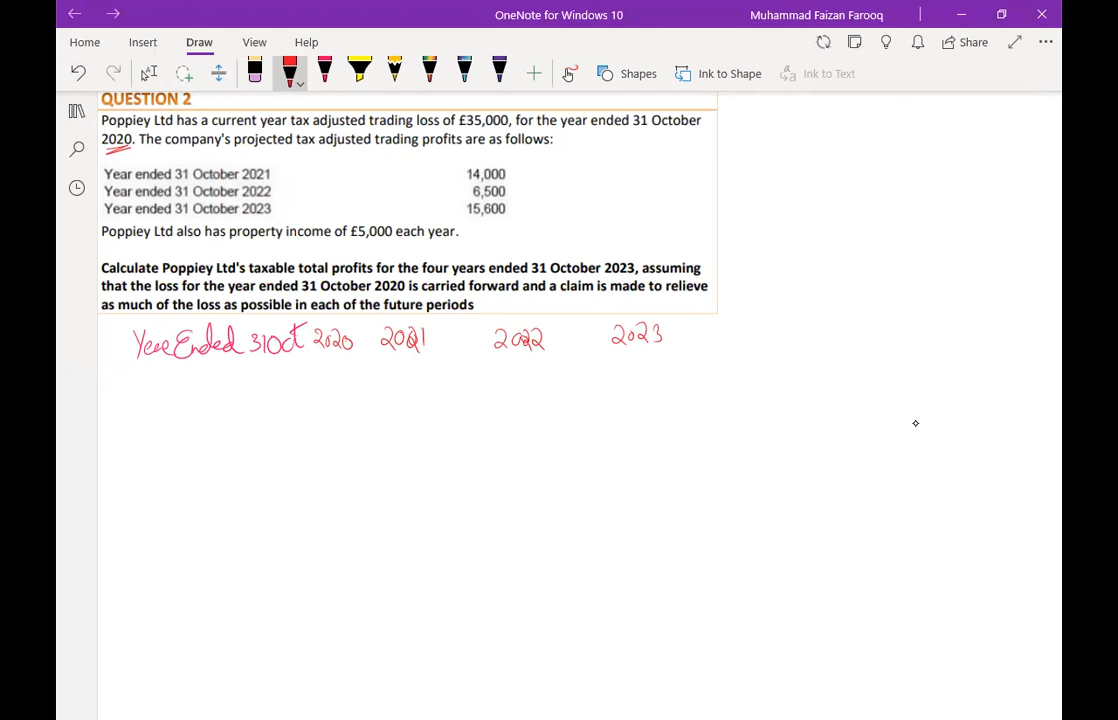 OneNote for Windows 10
Muhammad Faizan Farooq
Home Insert Draw View Help
Share
Shapes Ink to Shape Ink to Text
QUESTION 2
Poppiey Ltd has a current year tax adjusted trading loss of £35,000, for the year ended 31 October
2020. The company's projected tax adjusted trading profits are as follows:
Year ended 31 October 2021 14,000
Year ended 31 October 2022 6,500
Year ended 31 October 2023 15,600
Poppiey Ltd also has property income of £5,000 each year.
Calculate Poppiey Ltd's taxable total profits for the four years ended 31 October 2023, assuming
that the loss for the year ended 31 October 2020 is carried forward and a claim is made to relieve
as much of the loss as possible in each of the future periods
Year Ended 31 Oct 2020 2021 2022 2023